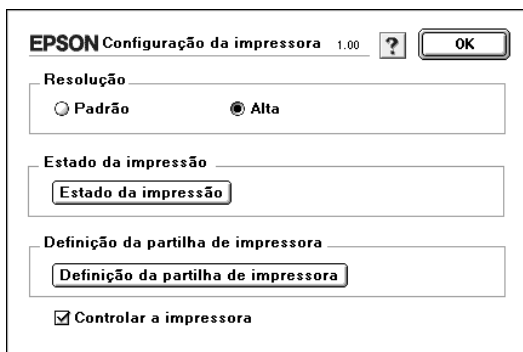 EPSON Configuração da impressora 1.00 ? OK
Resolução
Padrão Alta
Estado da impressão
Estado da impressão
Definição da partilha de impressora
Definição da partilha de impressora
Controlar a impressora